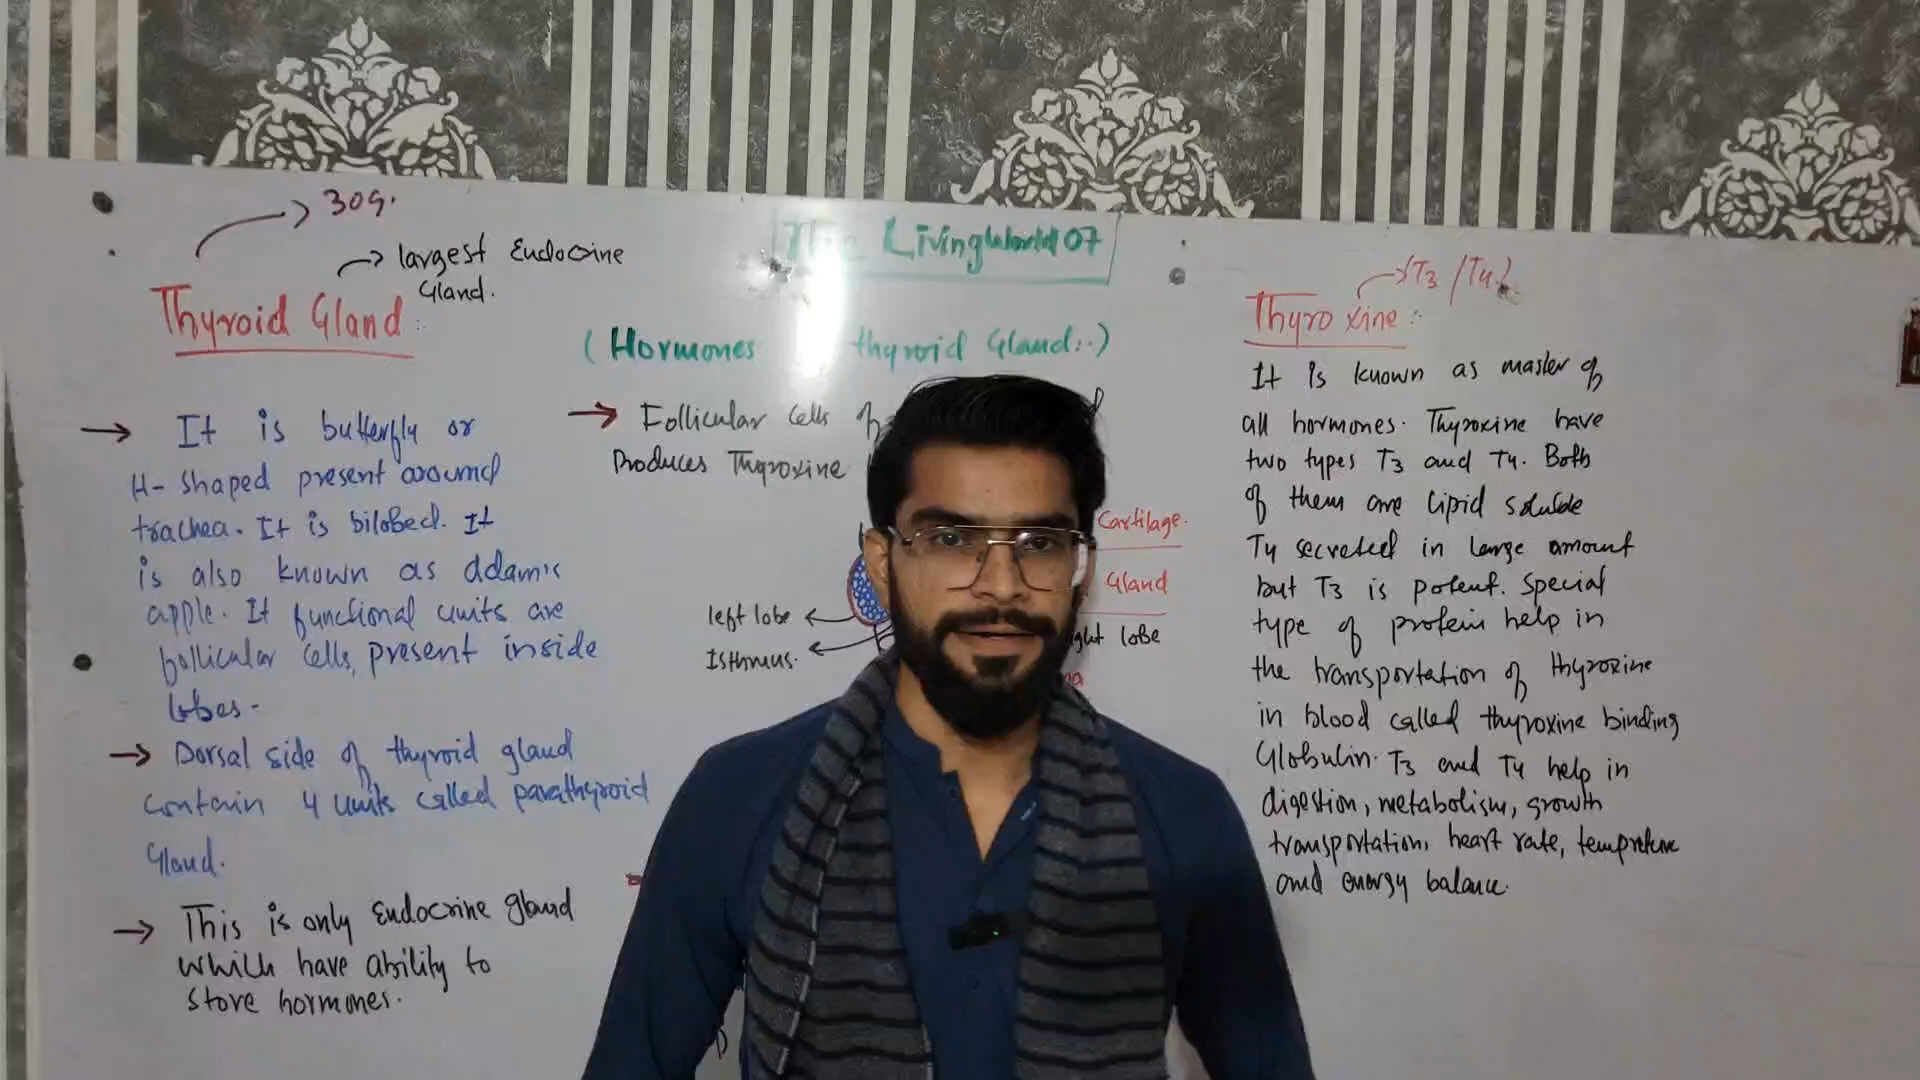 30g.
largest Endocrine
Gland.
Thyroid Gland:
It is butterfly or
H- Shaped present around
trachea. It is bilobed. It
is also known as Adam's
apple. It functional units are
follicular cells, present inside
lobes-
Dorsal side of thyroid gland
contain 4 units called parathyroid
Gland.
This is only Endocrine gland
which have ability to
store hormones.
The LivingWorld07
(Hormones thyroid Gland:-)
Follicular cells of
Produces Thyroxine
Cartilage.
Gland
left lobe
Isthmus.
ght lobe
T3 / T4
Thyroxine:
It is known as master of
all hormones. Thyroxine have
two types T3 and T4. Both
of them are lipid soluble
T4 secreted in large amount
but T3 is potent. Special
type of protein help in
the transportation of thyroxine
in blood called thyroxine binding
Globulin. T3 and T4 help in
digestion, metabolism, growth
transportation, heart rate, tempreture
and energy balance.